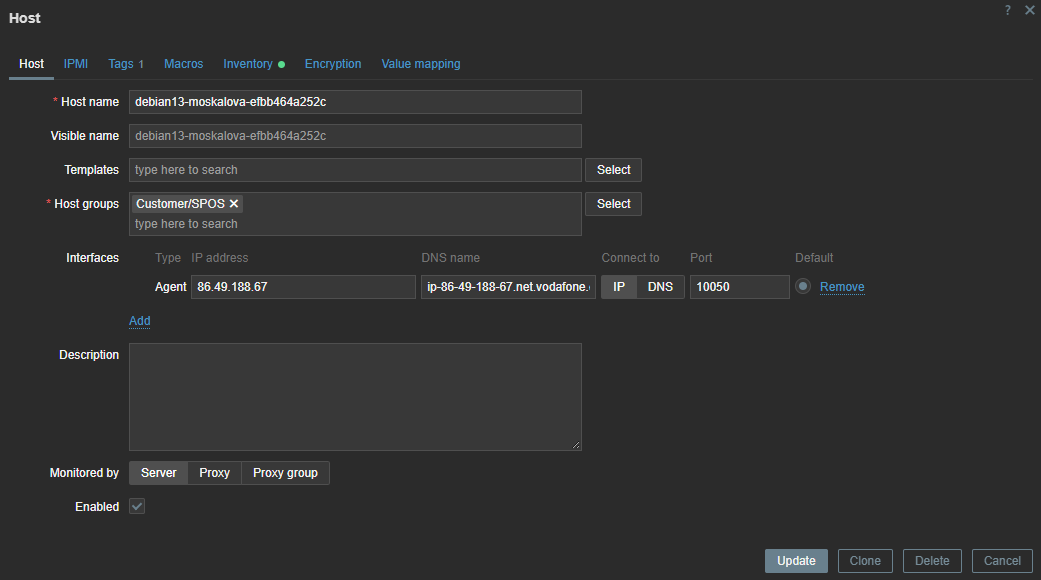 Host
?
Host IPMI Tags 1 Macros Inventory Encryption Value mapping
* Host name debian13-moskalova-efbb464a252c
Visible name debian13-moskalova-efbb464a252c
Templates type here to search Select
* Host groups Customer/SPOS Select
type here to search
Interfaces Type IP address DNS name Connect to Port Default
Agent 86.49.188.67 ip-86-49-188-67.net.vodafone. IP DNS 10050 Remove
Add
Description
Monitored by Server Proxy Proxy group
Enabled
Update Clone Delete Cancel